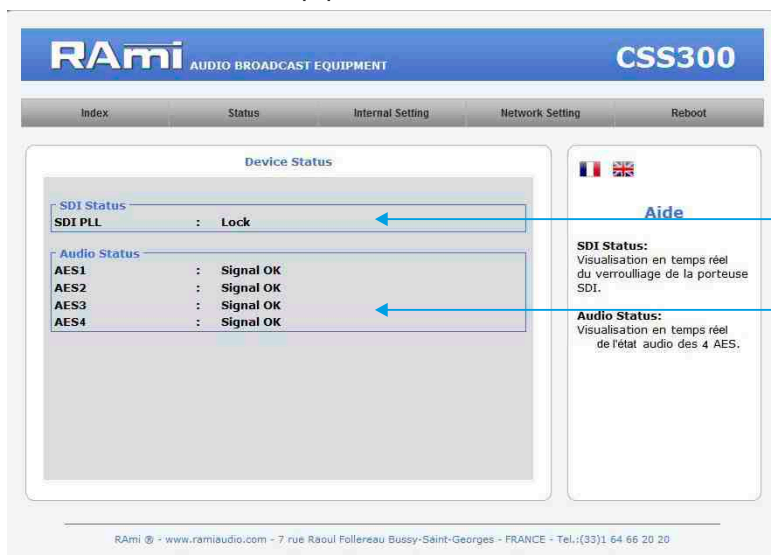 RAmi AUDIO BROADCAST EQUIPMENT
CSS300
Index Status Internal Setting Network Setting Reboot
Device Status
SDI Status
SDI PLL : Lock
Audio Status
AES1 : Signal OK
AES2 : Signal OK
AES3 : Signal OK
AES4 : Signal OK
Aide
SDI Status:
Visualisation en temps réel
du verroulliage de la porteuse
SDI.
Audio Status:
Visualisation en temps réel
de l'état audio des 4 AES.
RAmi ® - www.ramiaudio.com - 7 rue Raoul Follereau Bussy-Saint-Georges - FRANCE - Tel.:(33)1 64 66 20 20